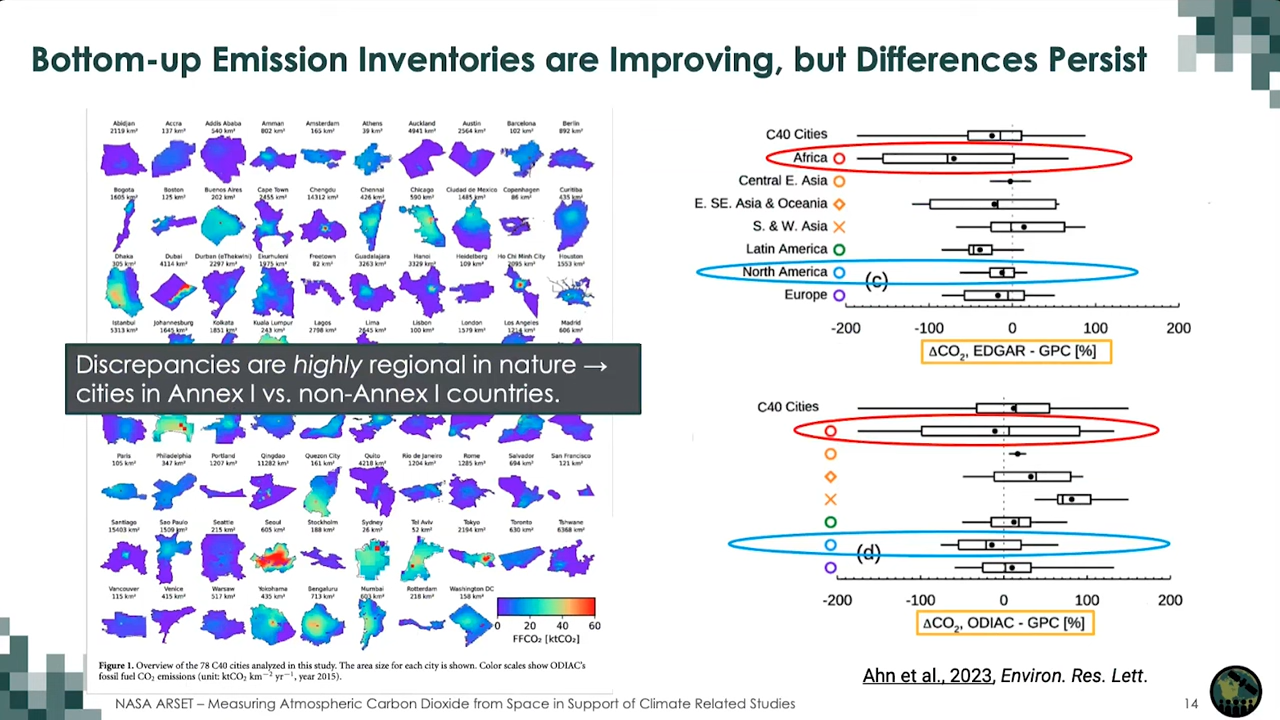 Bottom-up Emission Inventories are Improving, but Differences Persist
Abidjan Accra Addis Ababa Amman Amsterdam Athens Auckland Austin Barcelona Berlin
2119 km² 137 km² 540 km² 802 km² 165 km² 39 km² 4941 km² 2564 km² 102 km² 892 km²
Bogota Boston Buenos Aires Cape Town Chengdu Chennai Chicago Ciudad de Mexico Copenhagen Curitiba
1605 km² 125 km² 202 km² 2455 km² 14312 km² 426 km² 590 km² 1485 km² 86 km² 435 km²
Dhaka Dubai Durban (eThekwini) Ekurhuleni Freetown Guadalajara Hanoi Heidelberg Ho Chi Minh City Houston
305 km² 4114 km² 2297 km² 1975 km² 82 km² 3263 km² 3329 km² 109 km² 2095 km² 1553 km²
Istanbul Johannesburg Kolkata Kuala Lumpur Lagos Lima Lisbon London Los Angeles Madrid
5313 km² 1645 km² 1851 km² 243 km² 2798 km² 2645 km² 100 km² 1579 km² 1214 km² 606 km²
Discrepancies are highly regional in nature →
cities in Annex I vs. non-Annex I countries.
Paris Philadelphia Portland Qingdao Quezon City Quito Rio de Janeiro Rome Salvador San Francisco
105 km² 347 km² 1207 km² 11282 km² 161 km² 4218 km² 1204 km² 1285 km² 694 km² 121 km²
Santiago Sao Paulo Seattle Seoul Stockholm Sydney Tel Aviv Tokyo Toronto Tshwane
15403 km² 1509 km² 215 km² 605 km² 188 km² 26 km² 52 km² 2194 km² 630 km² 6368 km²
Vancouver Venice Warsaw Yokohama Bengaluru Mumbai Rotterdam Washington DC
115 km² 415 km² 517 km² 435 km² 713 km² 603 km² 218 km² 158 km²
0 20 40 60
FFCO₂ [ktCO₂]
Figure 1. Overview of the 78 C40 cities analyzed in this study. The area size for each city is shown. Color scales show ODIAC's
fossil fuel CO₂ emissions (unit: ktCO₂ km⁻² yr⁻¹, year 2015).
C40 Cities
Africa
Central E. Asia
E. SE. Asia & Oceania
S. & W. Asia
Latin America
North America
(c)
Europe
-200 -100 0 100 200
ΔCO₂, EDGAR - GPC [%]
C40 Cities
(d)
-200 -100 0 100 200
ΔCO₂, ODIAC - GPC [%]
Ahn et al., 2023, Environ. Res. Lett.
NASA ARSET – Measuring Atmospheric Carbon Dioxide from Space in Support of Climate Related Studies
14